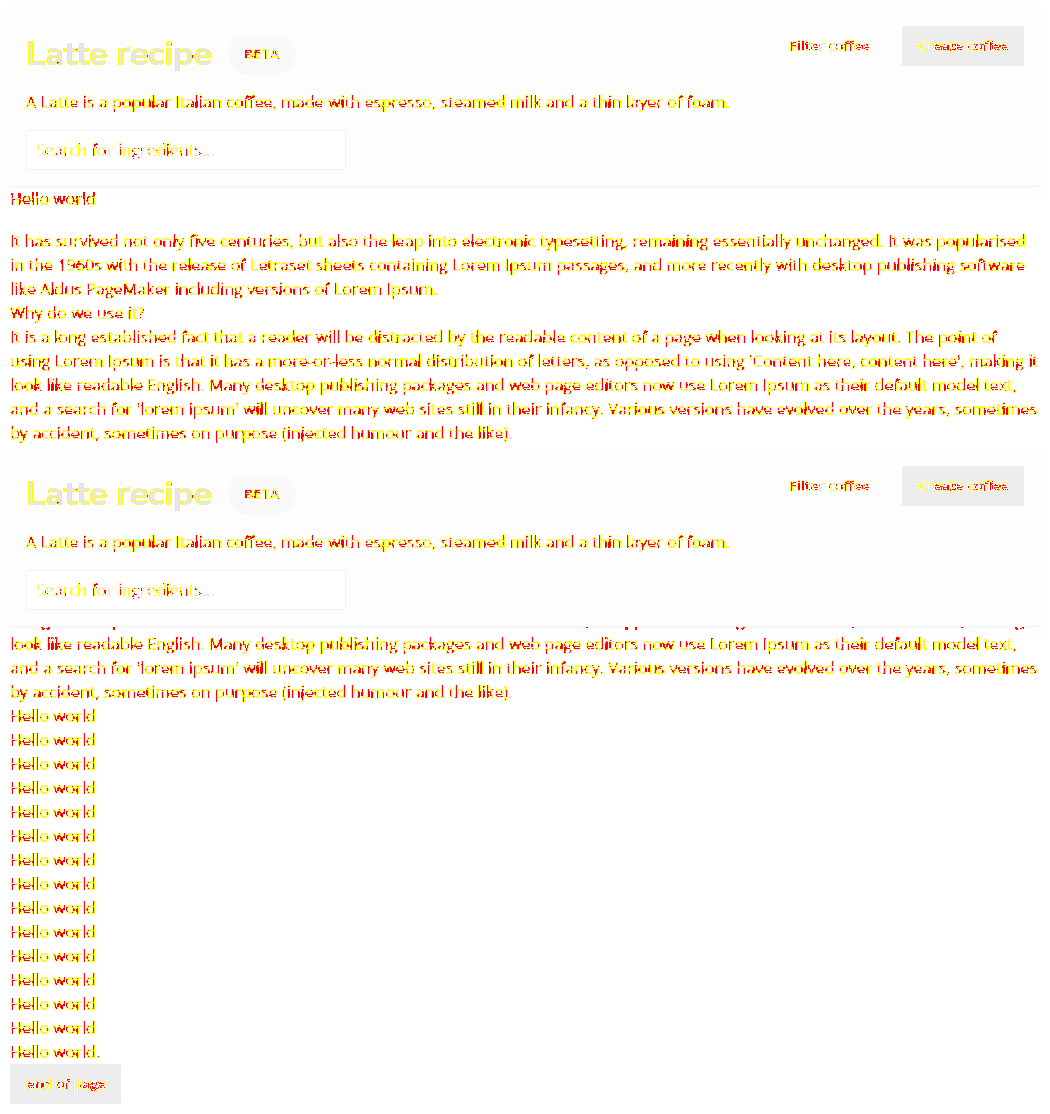 Latte recipe BETA Filter coffee Create coffee
A Latte is a popular Italian coffee, made with espresso, steamed milk and a thin layer of foam.
Search for ingredients...
Hello world
It has survived not only five centuries, but also the leap into electronic typesetting, remaining essentially unchanged. It was popularised
in the 1960s with the release of Letraset sheets containing Lorem Ipsum passages, and more recently with desktop publishing software
like Aldus PageMaker including versions of Lorem Ipsum.
Why do we use it?
It is a long established fact that a reader will be distracted by the readable content of a page when looking at its layout. The point of
using Lorem Ipsum is that it has a more-or-less normal distribution of letters, as opposed to using 'Content here, content here', making it
look like readable English. Many desktop publishing packages and web page editors now use Lorem Ipsum as their default model text,
and a search for 'lorem ipsum' will uncover many web sites still in their infancy. Various versions have evolved over the years, sometimes
by accident, sometimes on purpose (injected humour and the like).
Latte recipe BETA Filter coffee Create coffee
A Latte is a popular Italian coffee, made with espresso, steamed milk and a thin layer of foam.
Search for ingredients...
look like readable English. Many desktop publishing packages and web page editors now use Lorem Ipsum as their default model text,
and a search for 'lorem ipsum' will uncover many web sites still in their infancy. Various versions have evolved over the years, sometimes
by accident, sometimes on purpose (injected humour and the like).
Hello world
Hello world
Hello world
Hello world
Hello world
Hello world
Hello world
Hello world
Hello world
Hello world
Hello world
Hello world
Hello world
Hello world
Hello world.
end of page